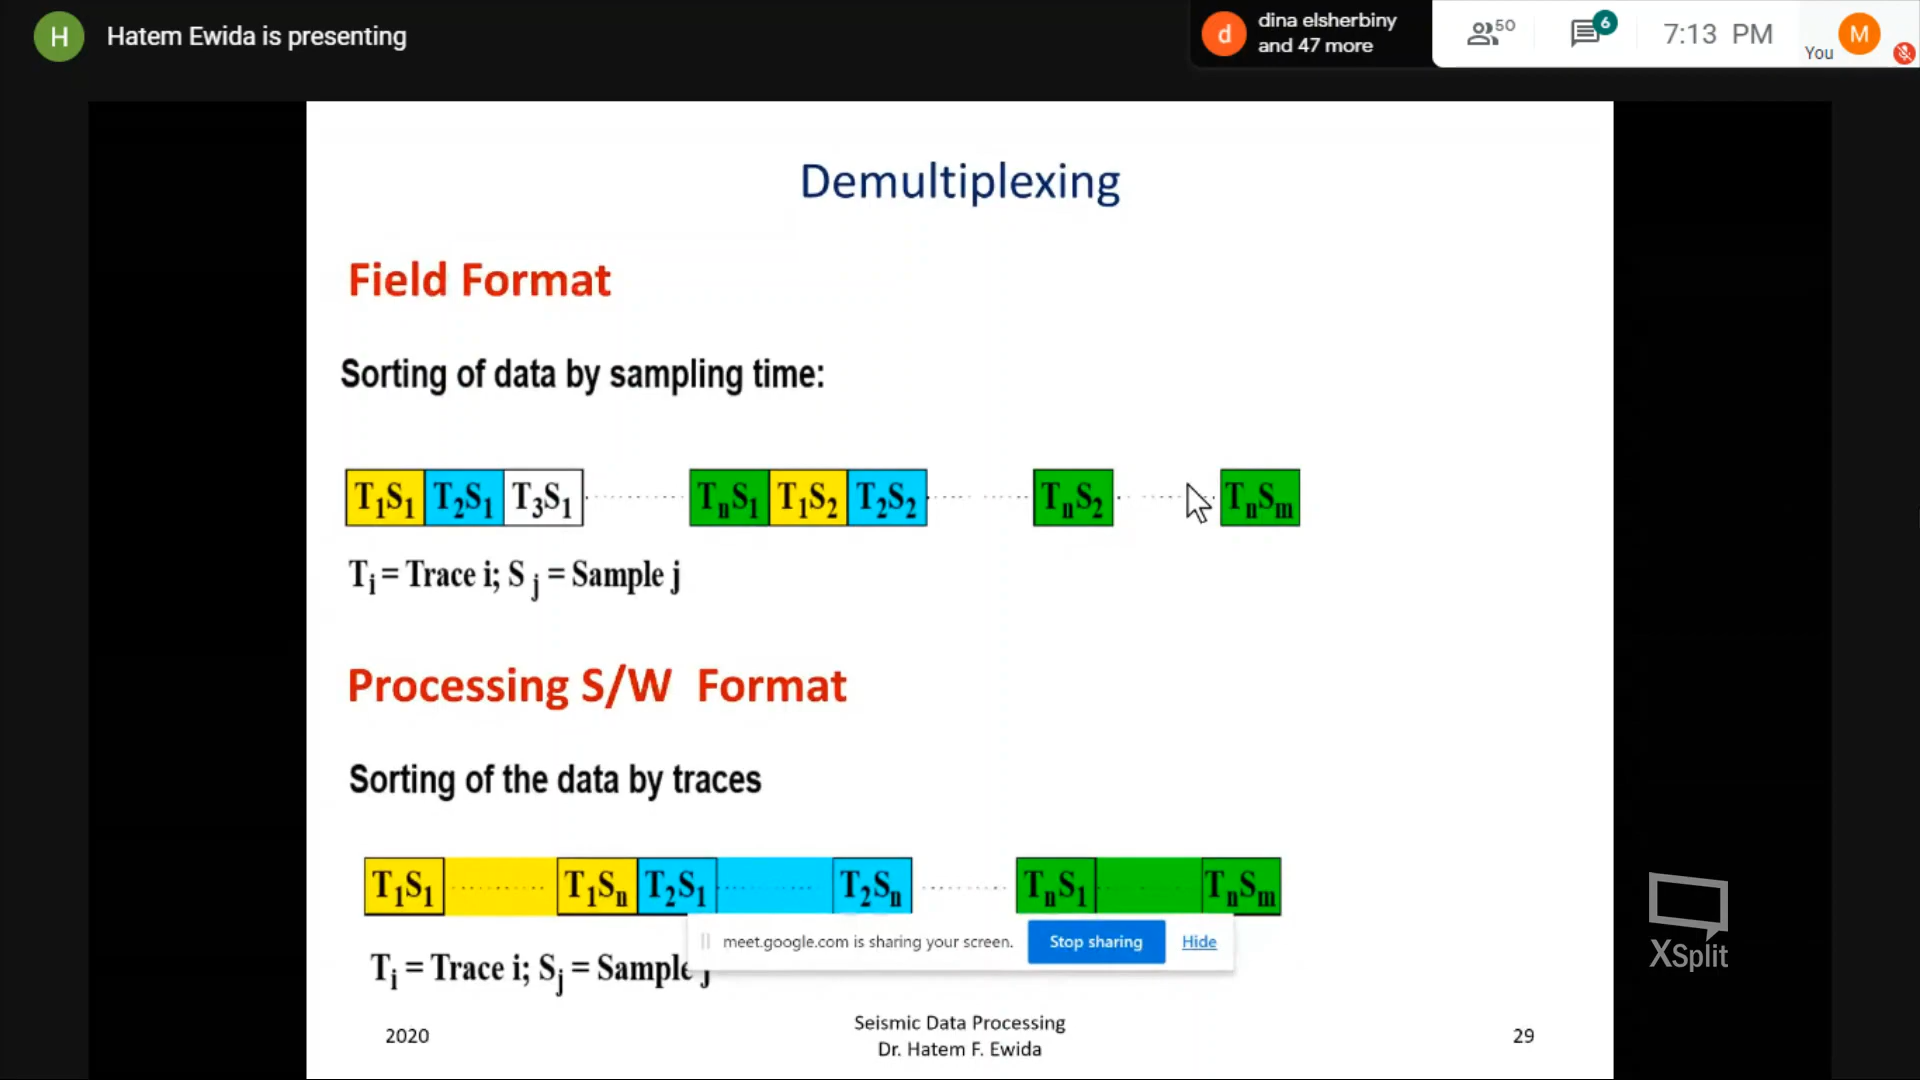 H
Hatem Ewida is presenting
d
dina elsherbiny
and 47 more
50
6
7:13 PM
You
M
Demultiplexing
Field Format
Sorting of data by sampling time:
T1S1 T2S1 T3S1 TnS1 T1S2 T2S2 TnS2 TnSm
Ti = Trace i; S j = Sample j
Processing S/W Format
Sorting of the data by traces
T1S1 T1Sn T2S1 T2Sn TnS1 TnSm
meet.google.com is sharing your screen. Stop sharing Hide
Ti = Trace i; Sj = Sample j
XSplit
2020
Seismic Data Processing
Dr. Hatem F. Ewida
29